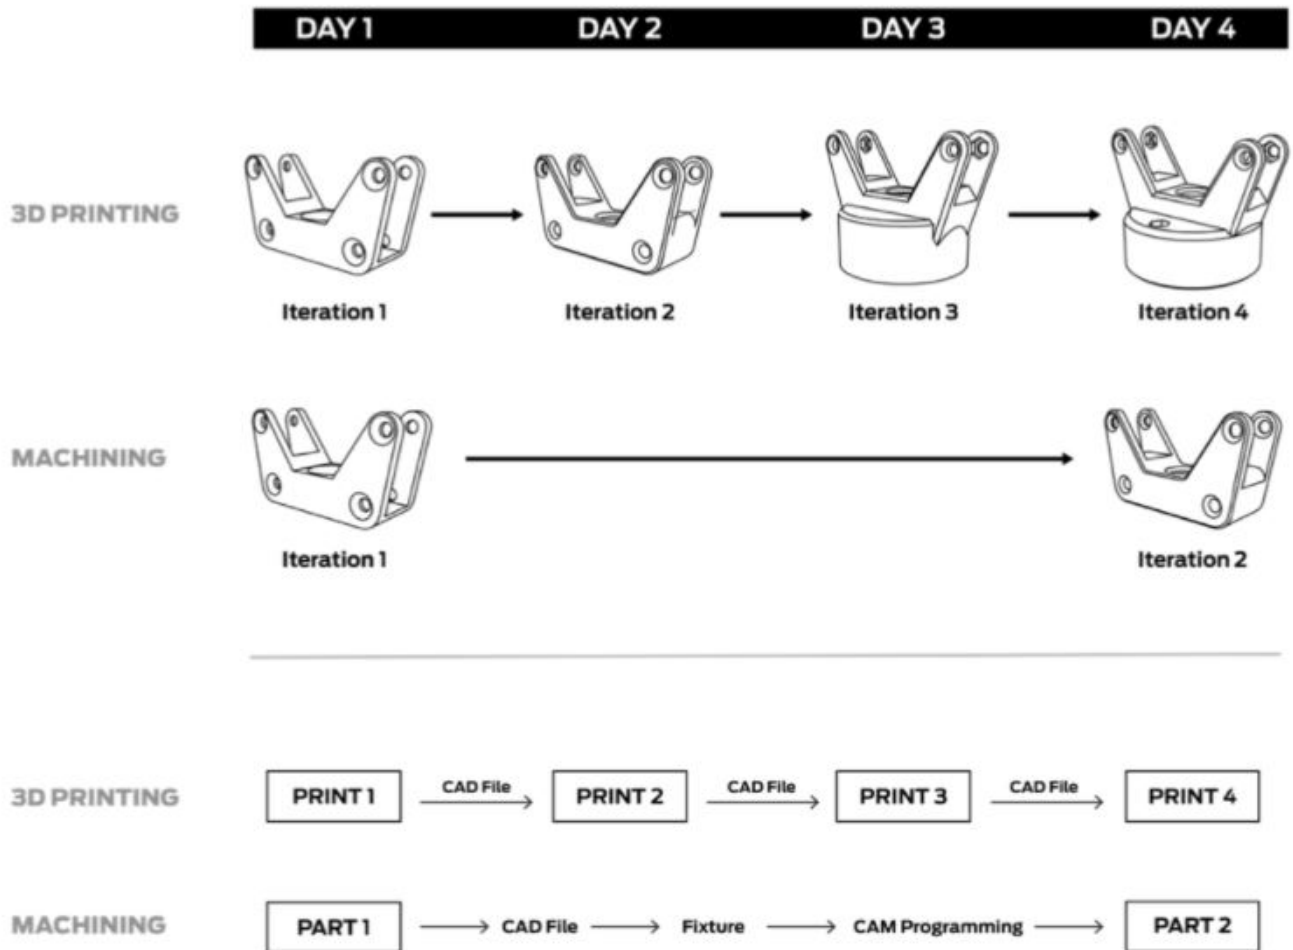 DAY 1 DAY 2 DAY 3 DAY 4
3D PRINTING
Iteration 1 Iteration 2 Iteration 3 Iteration 4
MACHINING
Iteration 1 Iteration 2
3D PRINTING PRINT 1 CAD File PRINT 2 CAD File PRINT 3 CAD File PRINT 4
MACHINING PART 1 CAD File Fixture CAM Programming PART 2